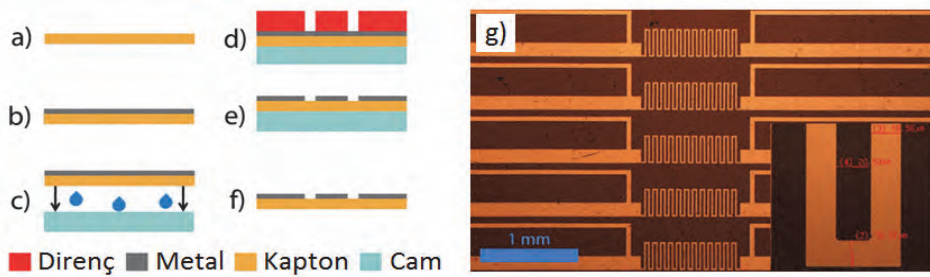 a)
b)
c)
d)
e)
f)
Direnç Metal Kapton Cam
g)
1 mm